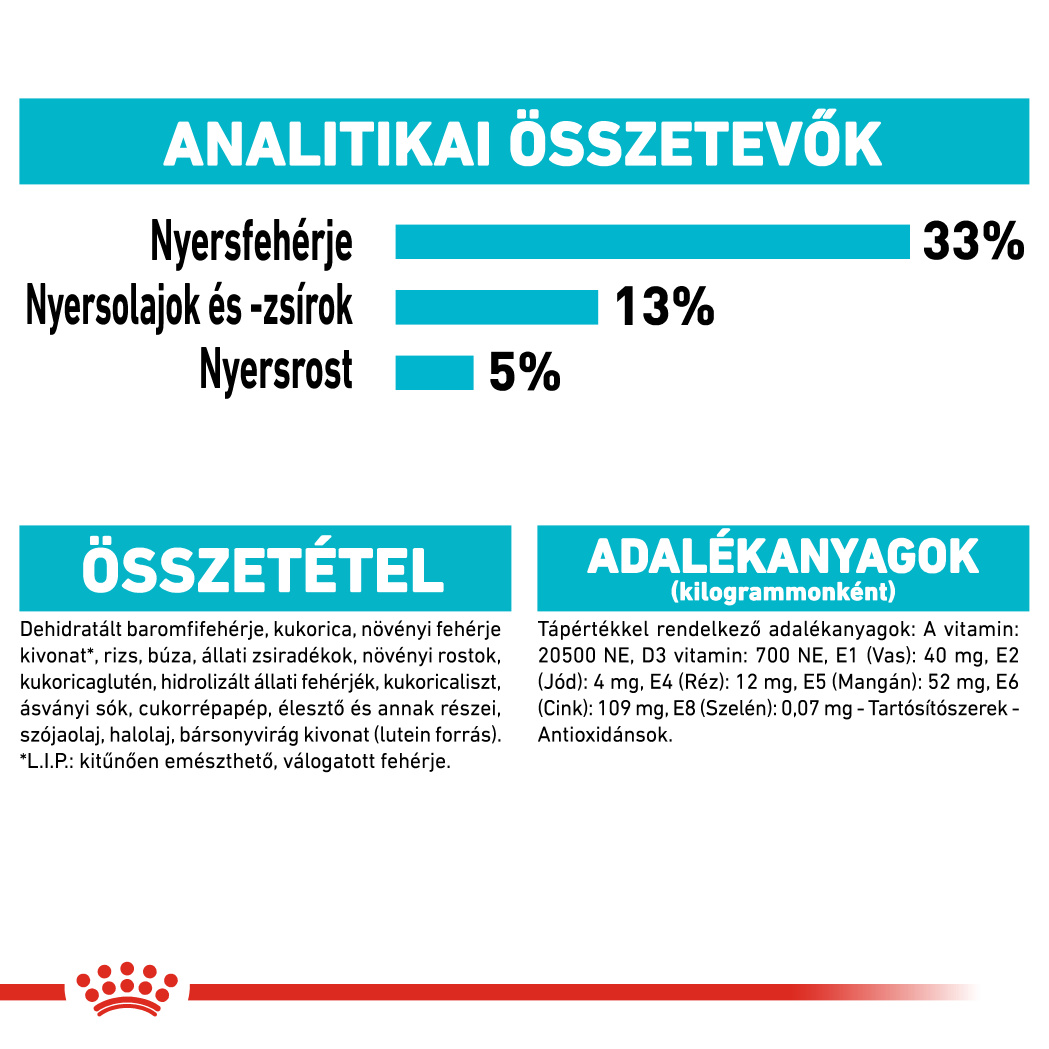 ANALITIKAI ÖSSZETEVŐK
Nyersfehérje 33%
Nyersolajok és -zsírok 13%
Nyersrost 5%
ÖSSZETÉTEL
Dehidratált baromfifehérje, kukorica, növényi fehérje
kivonat*, rizs, búza, állati zsiradékok, növényi rostok,
kukoricaglutén, hidrolizált állati fehérjék, kukoricaliszt,
ásványi sók, cukorrépapép, élesztő és annak részei,
szójaolaj, halolaj, bársonyvirág kivonat (lutein forrás).
*L.I.P.: kitűnően emészthető, válogatott fehérje.
ADALÉKANYAGOK
(kilogrammonként)
Tápértékkel rendelkező adalékanyagok: A vitamin:
20500 NE, D3 vitamin: 700 NE, E1 (Vas): 40 mg, E2
(Jód): 4 mg, E4 (Réz): 12 mg, E5 (Mangán): 52 mg, E6
(Cink): 109 mg, E8 (Szelén): 0,07 mg - Tartósítószerek -
Antioxidánsok.